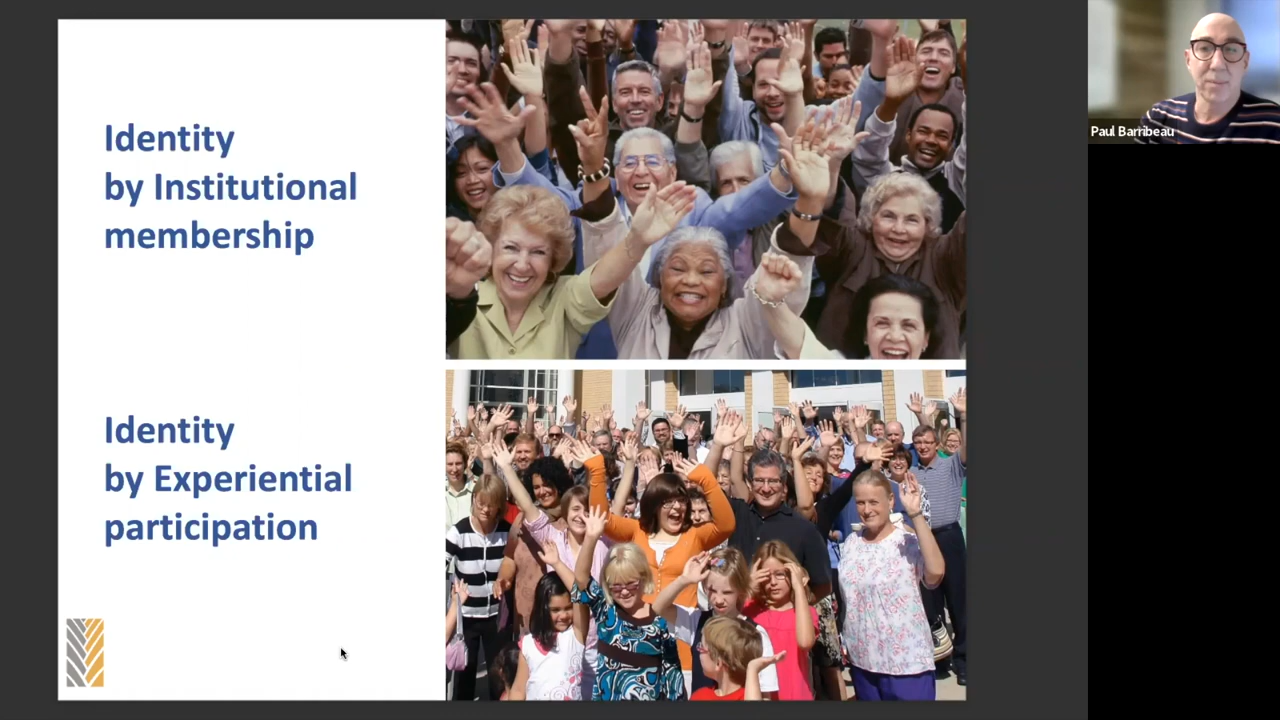 Identity
by Institutional
membership
Identity
by Experiential
participation
Paul Barribeau